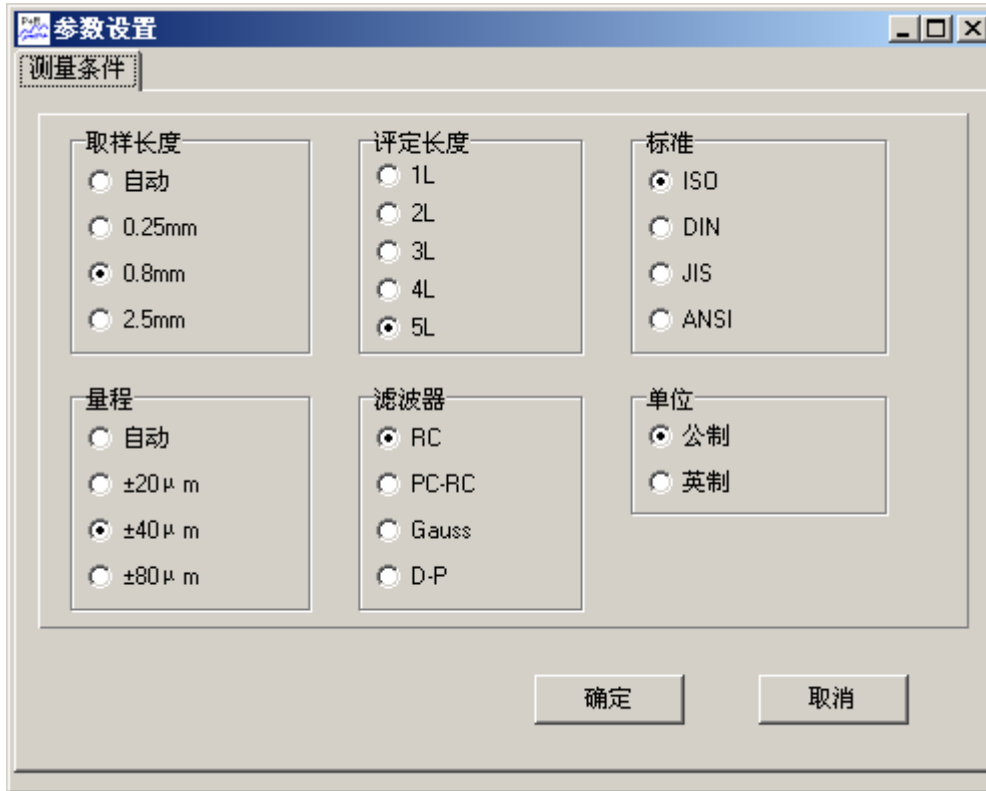 参数设置
测量条件
取样长度
自动
0.25mm
0.8mm
2.5mm
评定长度
1L
2L
3L
4L
5L
标准
ISO
DIN
JIS
ANSI
量程
自动
±20μm
±40μm
±80μm
滤波器
RC
PC-RC
Gauss
D-P
单位
公制
英制
确定
取消